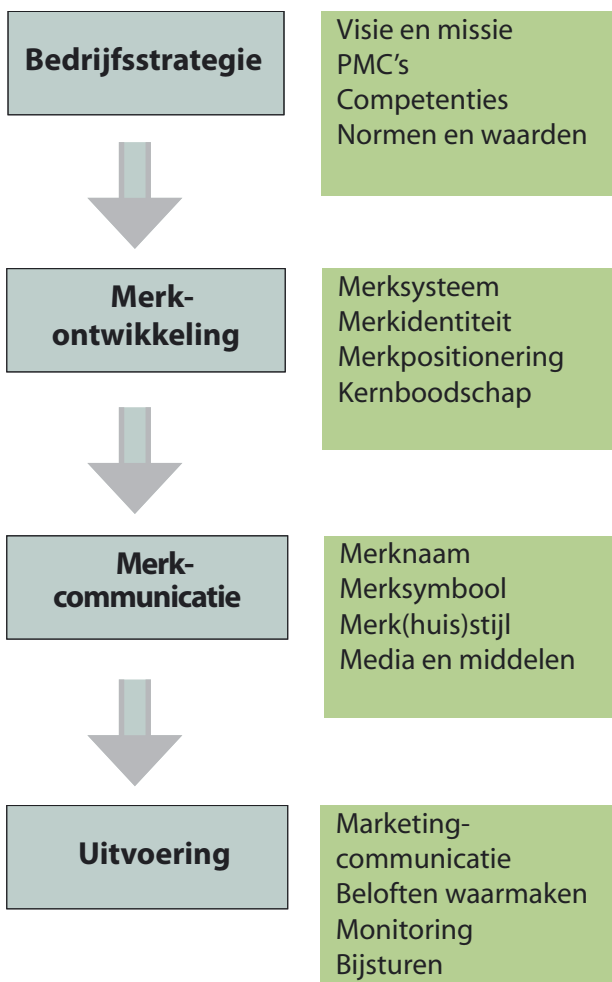 Bedrijfsstrategie
Visie en missie
PMC's
Competenties
Normen en waarden
Merk-
ontwikkeling
Merksysteem
Merkidentiteit
Merkpositionering
Kernboodschap
Merk-
communicatie
Merknaam
Merksymbool
Merk(huis)stijl
Media en middelen
Uitvoering
Marketing-
communicatie
Beloften waarmaken
Monitoring
Bijsturen